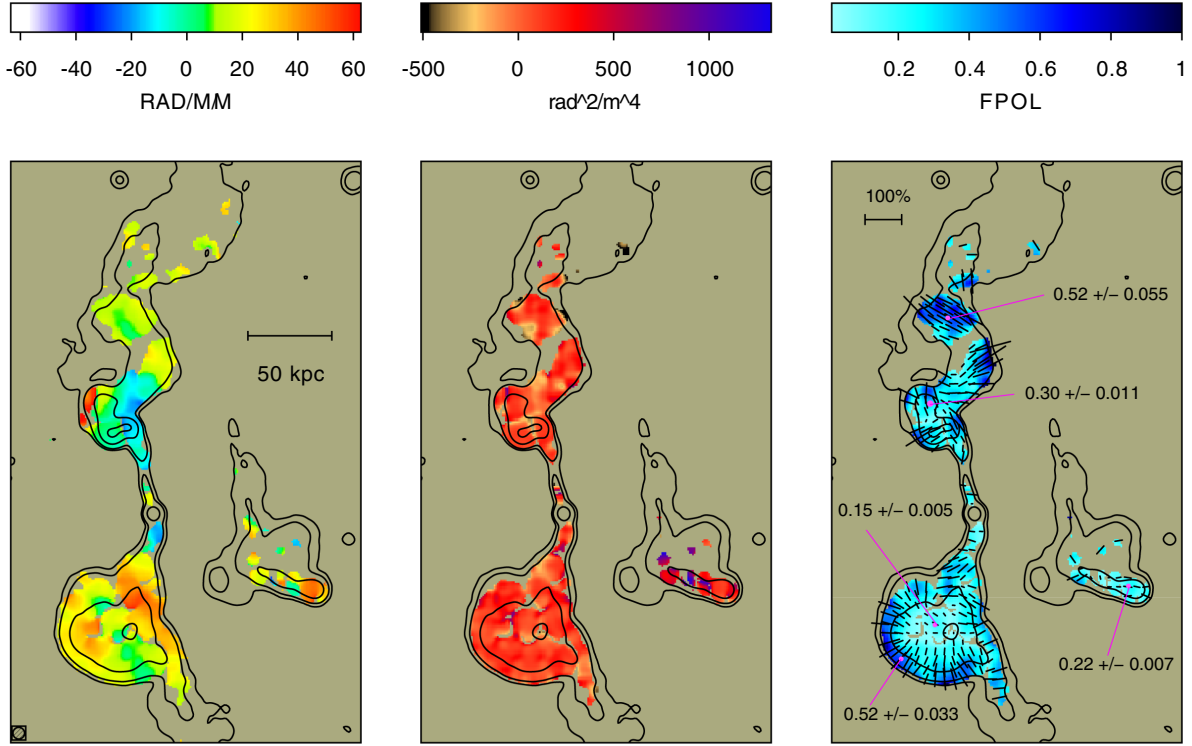 -60 -40 -20 0 20 40 60
RAD/M/M
-500 0 500 1000
rad^2/m^4
0.2 0.4 0.6 0.8 1
FPOL
50 kpc
100%
0.52 +/− 0.055
0.30 +/− 0.011
0.15 +/− 0.005
0.22 +/− 0.007
0.52 +/− 0.033